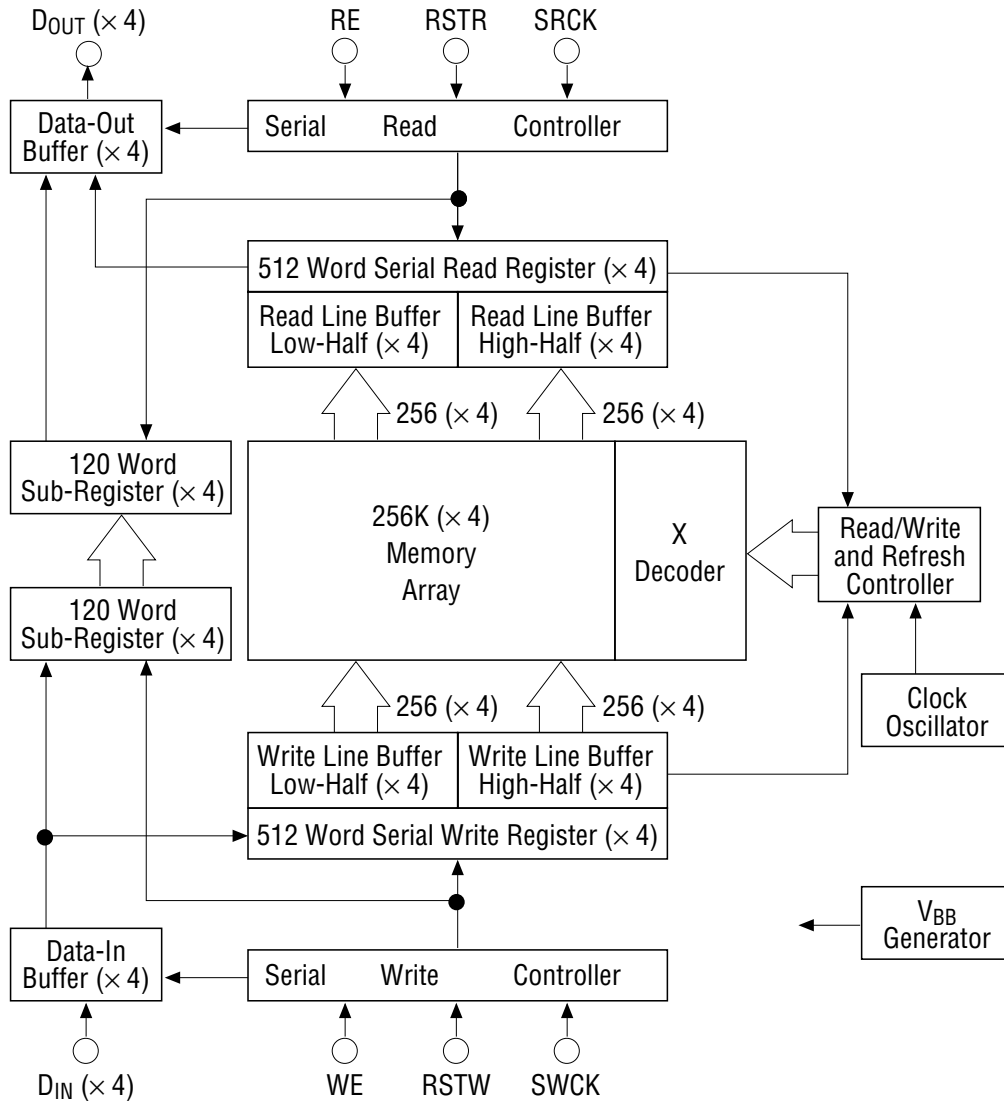 DOUT (× 4)
RE
RSTR
SRCK
Data-Out
Buffer (× 4)
Serial Read Controller
512 Word Serial Read Register (× 4)
Read Line Buffer
Low-Half (× 4)
Read Line Buffer
High-Half (× 4)
256 (× 4)
256 (× 4)
120 Word
Sub-Register (× 4)
256K (× 4)
Memory
Array
X
Decoder
Read/Write
and Refresh
Controller
120 Word
Sub-Register (× 4)
256 (× 4)
256 (× 4)
Clock
Oscillator
Write Line Buffer
Low-Half (× 4)
Write Line Buffer
High-Half (× 4)
512 Word Serial Write Register (× 4)
VBB
Generator
Data-In
Buffer (× 4)
Serial Write Controller
DIN (× 4)
WE
RSTW
SWCK